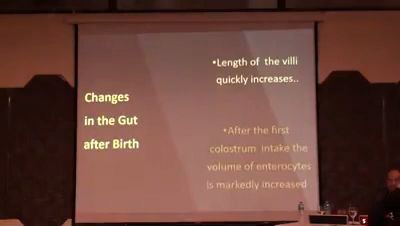 Changes
in the Gut
after Birth
•Length of the villi
quickly increases..
•After the first
colostrum intake the
volume of enterocytes
is markedly increased